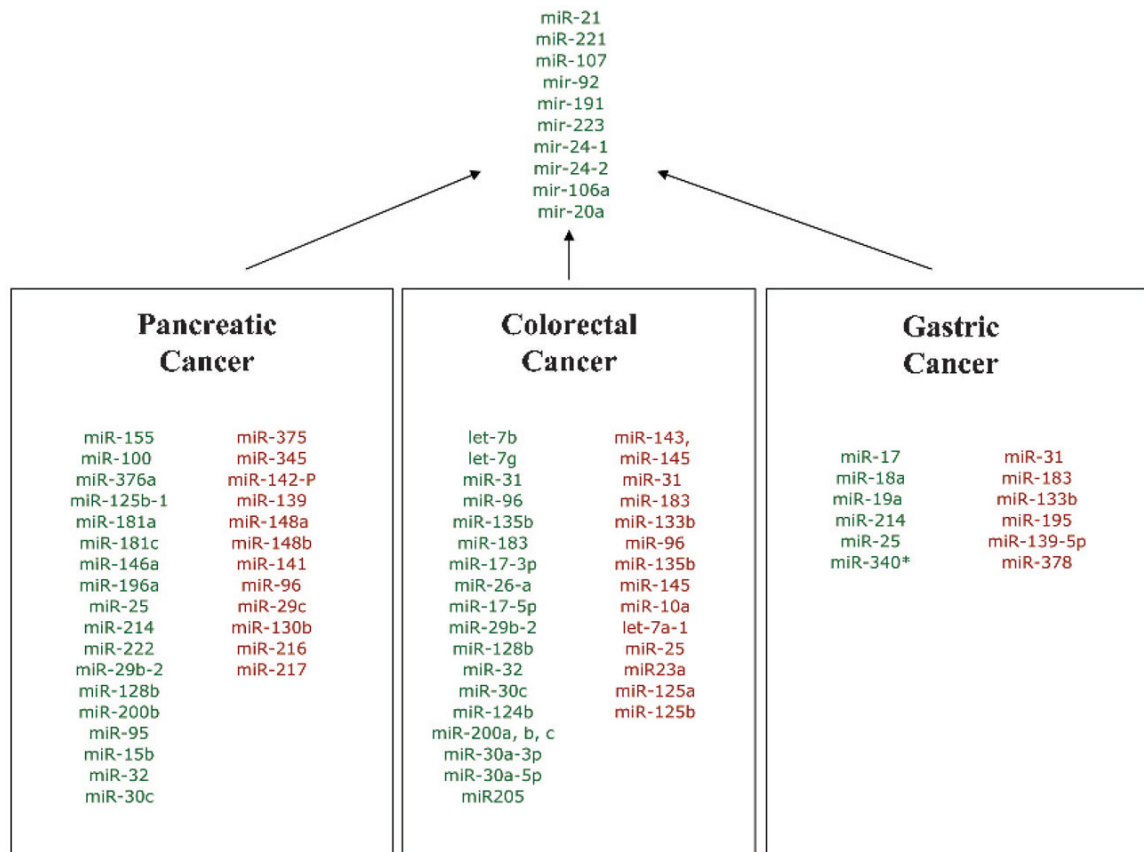 miR-21
miR-221
miR-107
mir-92
mir-191
mir-223
mir-24-1
mir-24-2
mir-106a
mir-20a
Pancreatic
Cancer
miR-155
miR-100
miR-376a
miR-125b-1
miR-181a
miR-181c
miR-146a
miR-196a
miR-25
miR-214
miR-222
miR-29b-2
miR-128b
miR-200b
miR-95
miR-15b
miR-32
miR-30c
miR-375
miR-345
miR-142-P
miR-139
miR-148a
miR-148b
miR-141
miR-96
miR-29c
miR-130b
miR-216
miR-217
Colorectal
Cancer
let-7b
let-7g
miR-31
miR-96
miR-135b
miR-183
miR-17-3p
miR-26-a
miR-17-5p
miR-29b-2
miR-128b
miR-32
miR-30c
miR-124b
miR-200a, b, c
miR-30a-3p
miR-30a-5p
miR205
miR-143,
miR-145
miR-31
miR-183
miR-133b
miR-96
miR-135b
miR-145
miR-10a
let-7a-1
miR-25
miR23a
miR-125a
miR-125b
Gastric
Cancer
miR-17
miR-18a
miR-19a
miR-214
miR-25
miR-340*
miR-31
miR-183
miR-133b
miR-195
miR-139-5p
miR-378